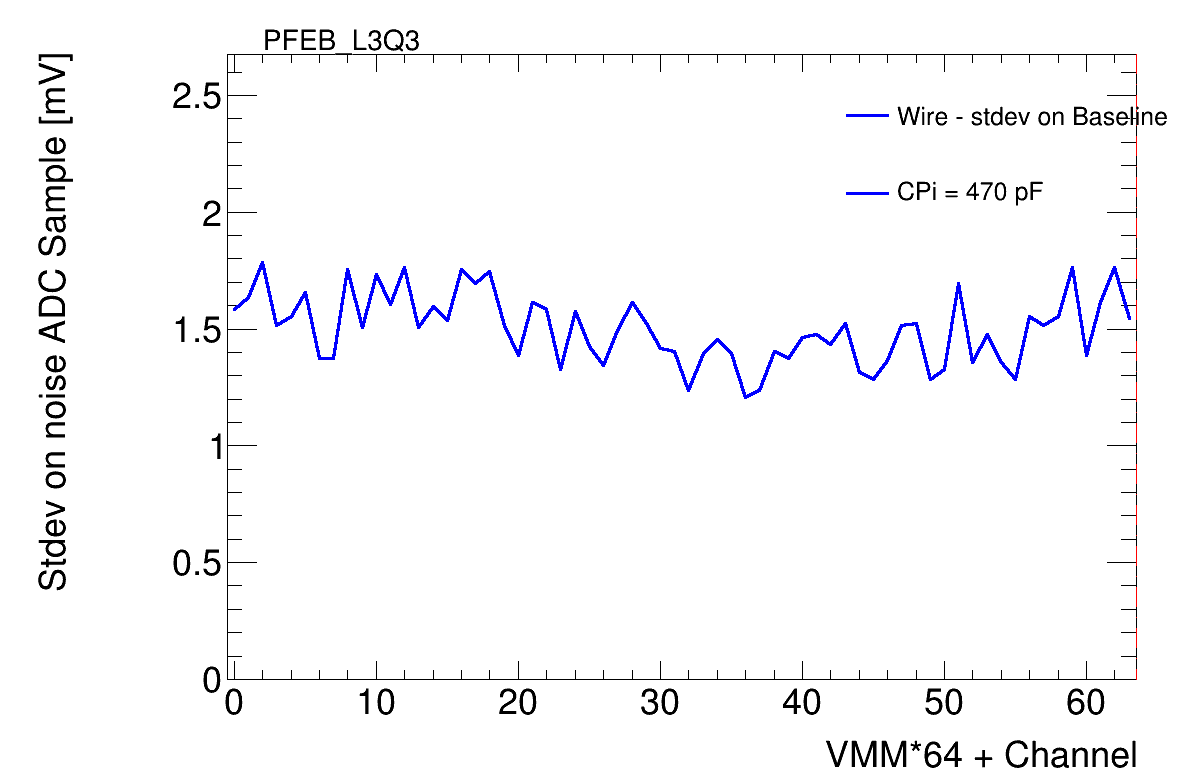 PFEB_L3Q3
Stdev on noise ADC Sample [mV]
2.5
2
1.5
1
0.5
0
Wire - stdev on Baseline
CPi = 470 pF
0 10 20 30 40 50 60
VMM*64 + Channel